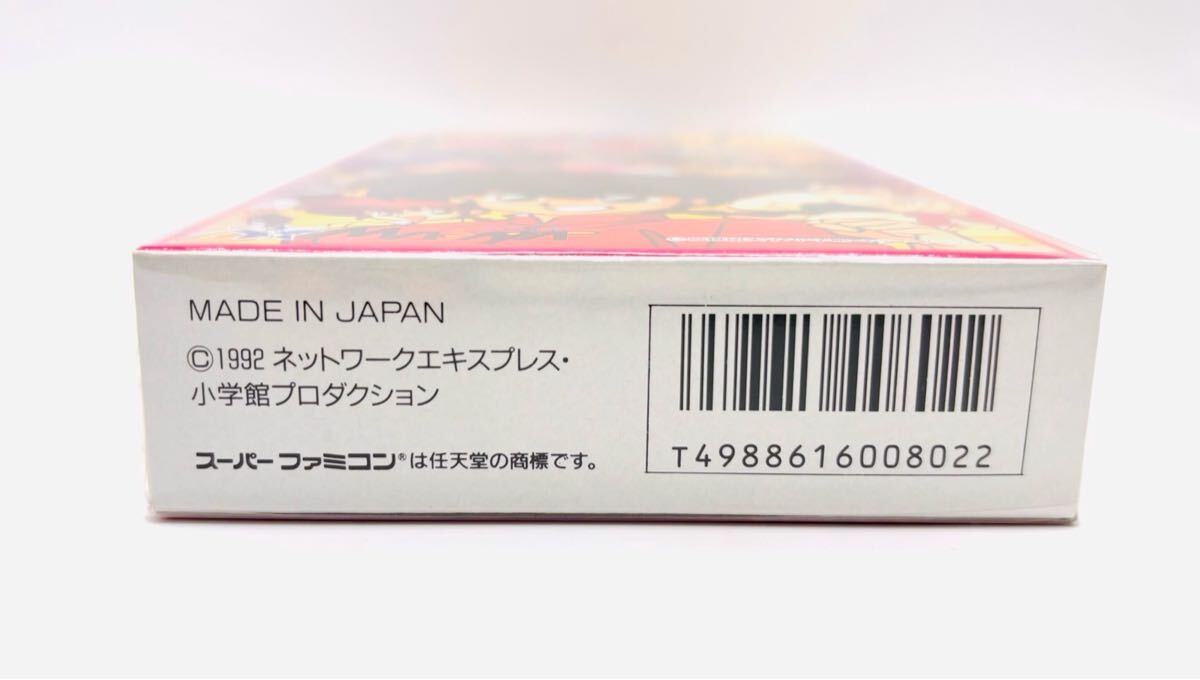 MADE IN JAPAN
©1992 ネットワークエキスプレス・
小学館プロダクション
スーパーファミコン®は任天堂の商標です。
T4988616008022